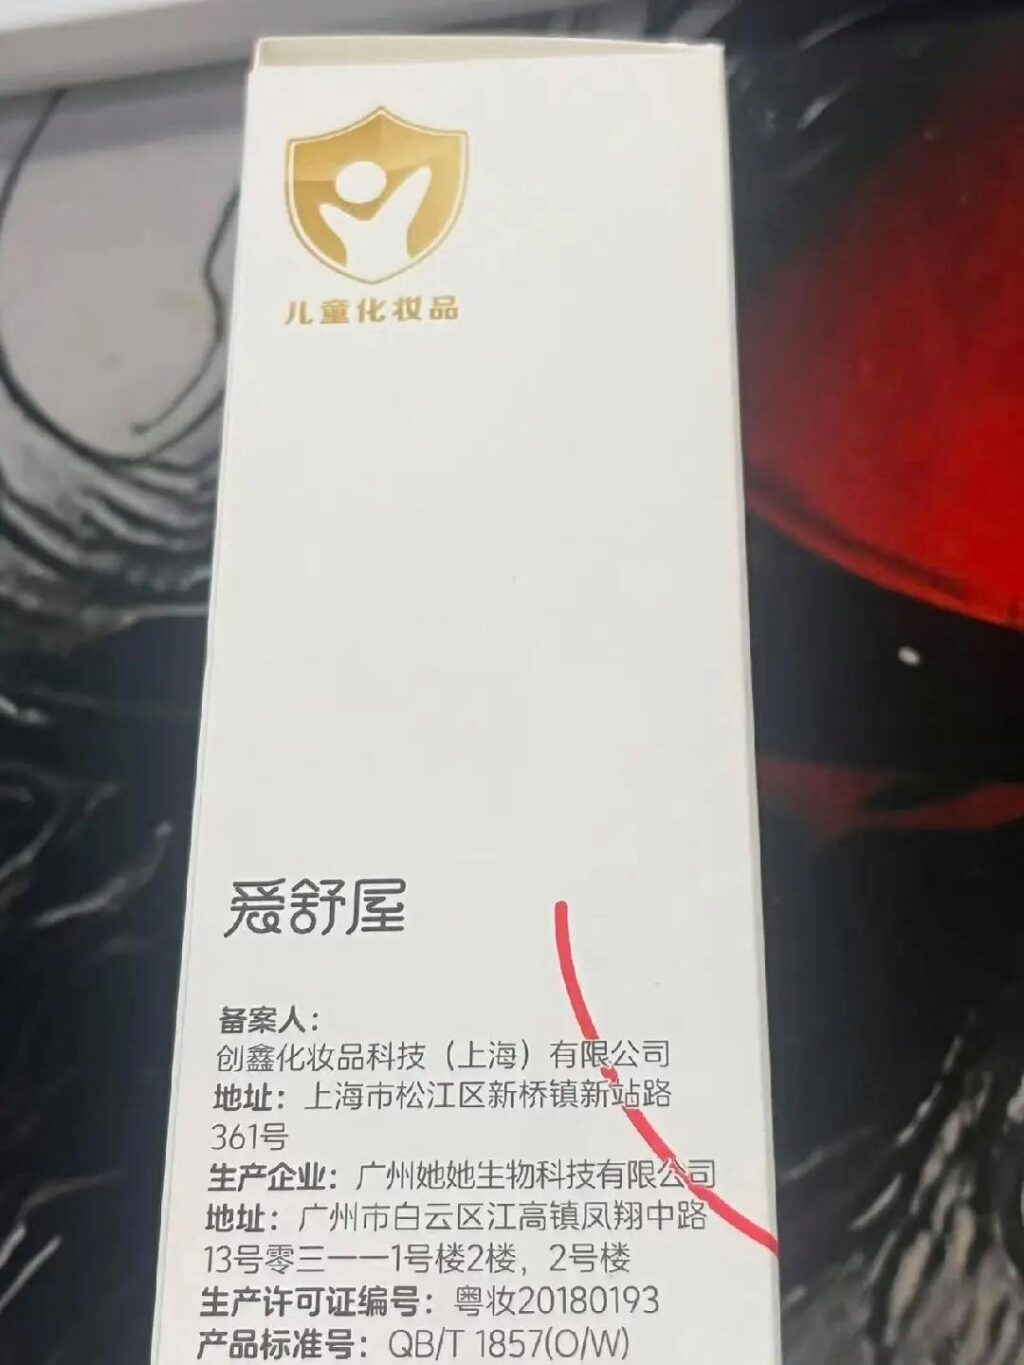 儿童化妆品
爱舒屋
备案人：
创鑫化妆品科技（上海）有限公司
地址：上海市松江区新桥镇新站路
361号
生产企业：广州她她生物科技有限公司
地址：广州市白云区江高镇凤翔中路
13号零三一一1号楼2楼，2号楼
生产许可证编号：粤妆20180193
产品标准号：QB/T 1857(O/W)